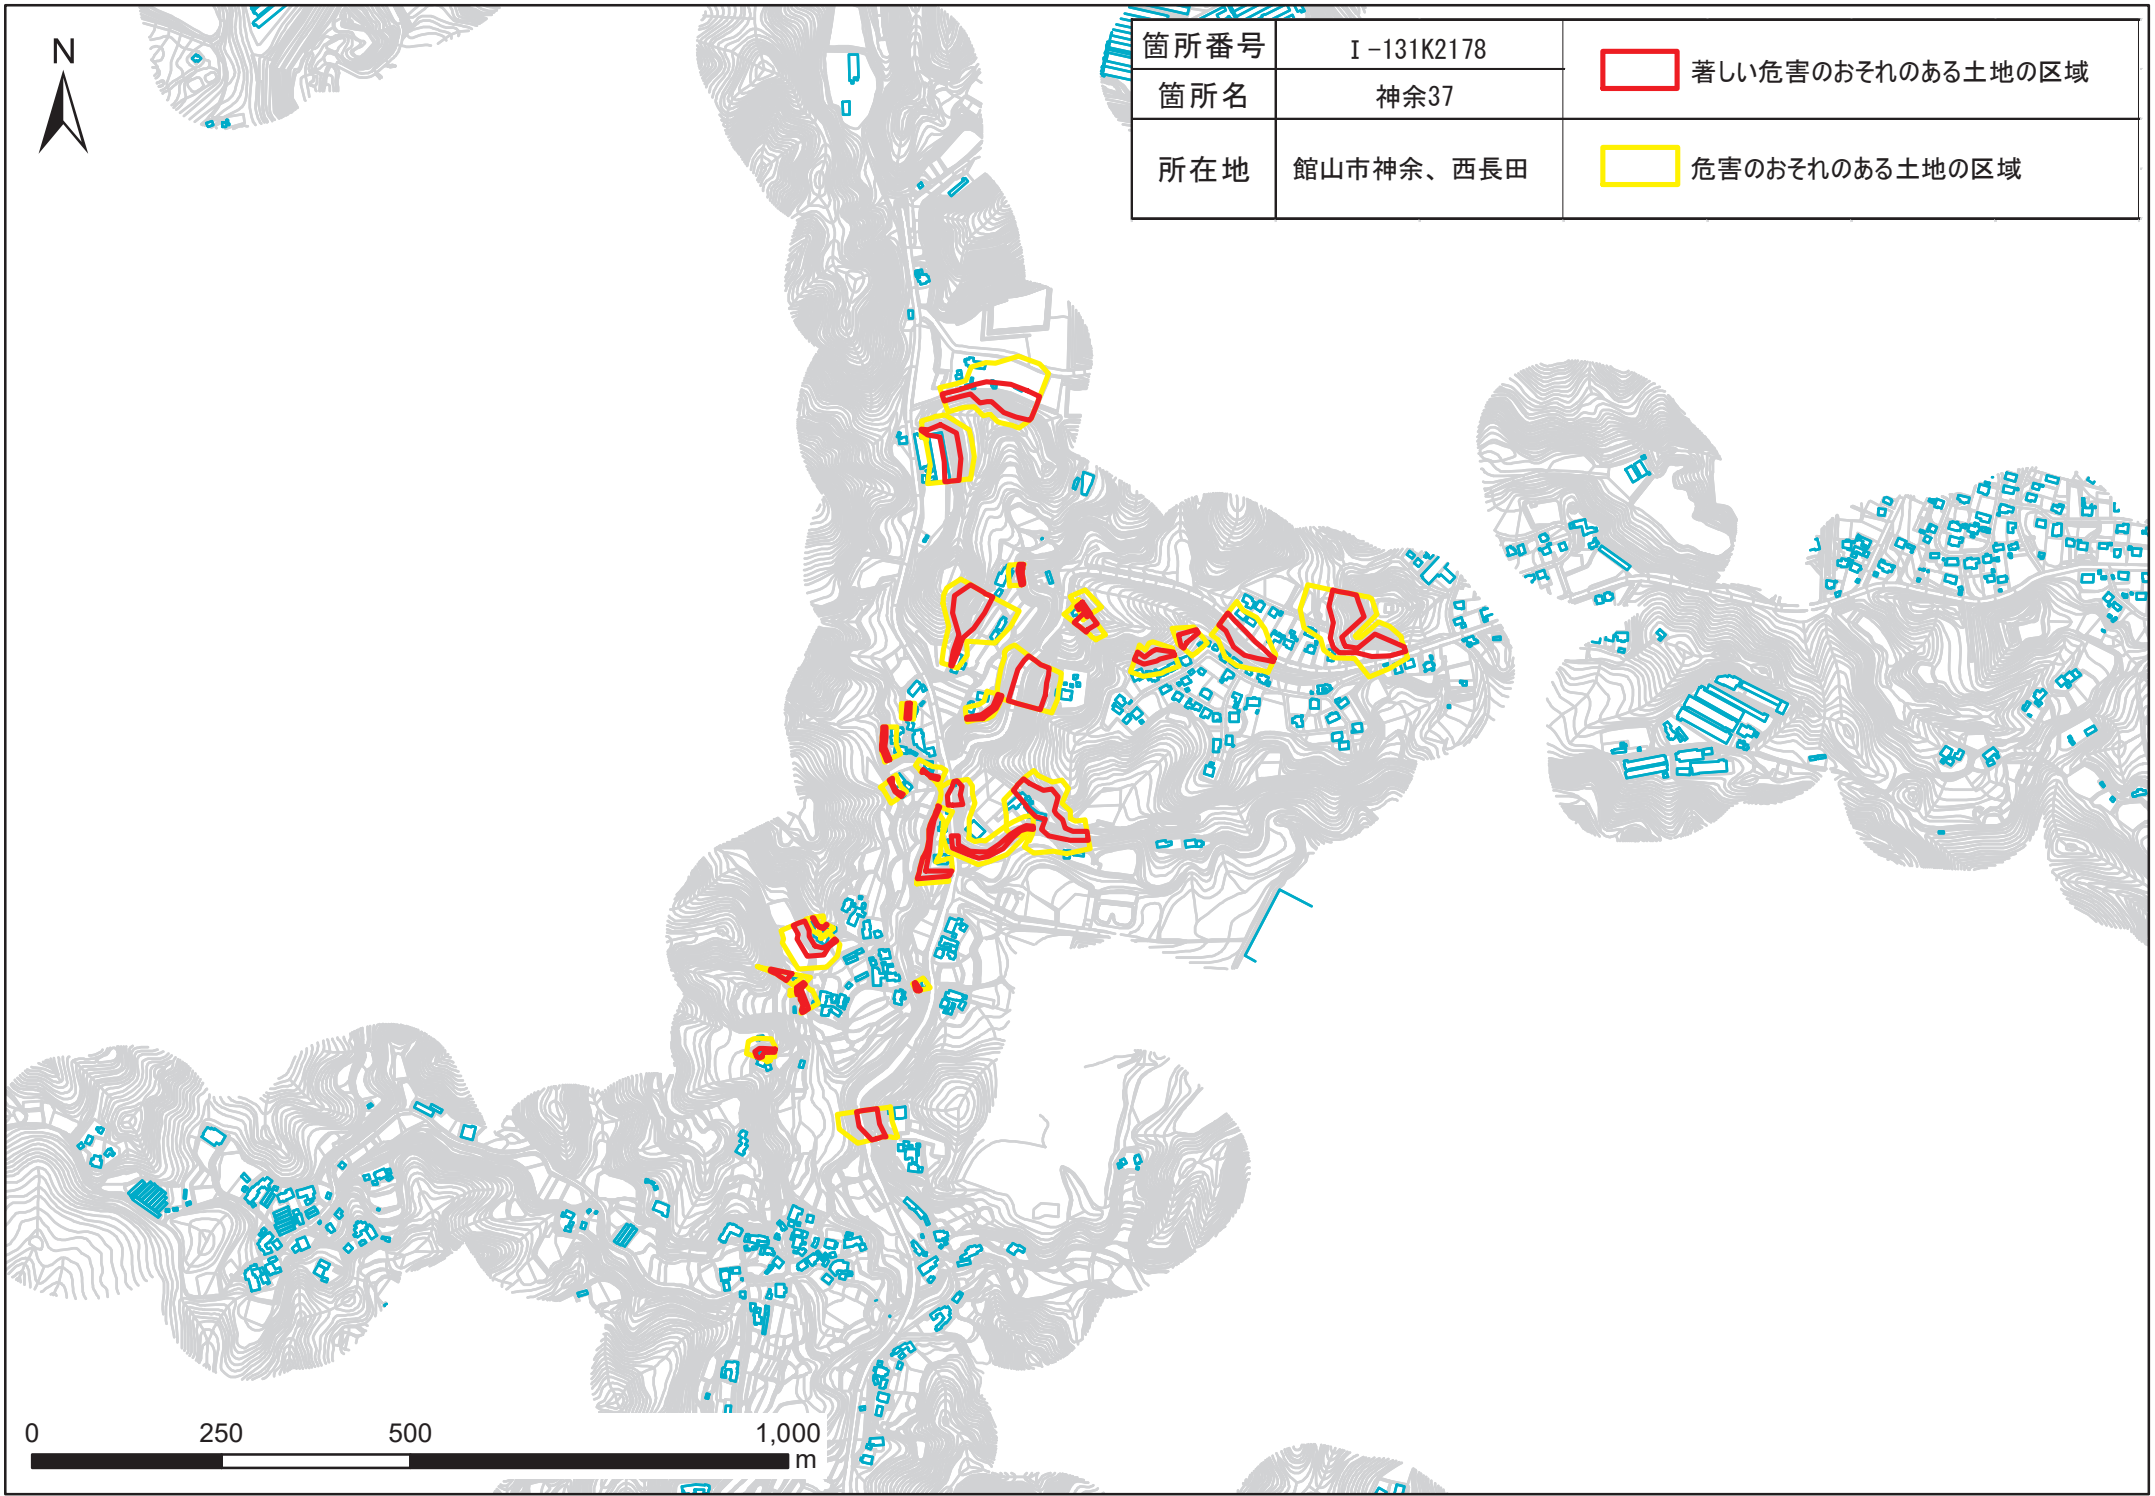 N
箇所番号 Ⅰ-131K2178
箇所名 神余37
所在地 館山市神余、西長田
著しい危害のおそれのある土地の区域
危害のおそれのある土地の区域
0 250 500 1,000
m